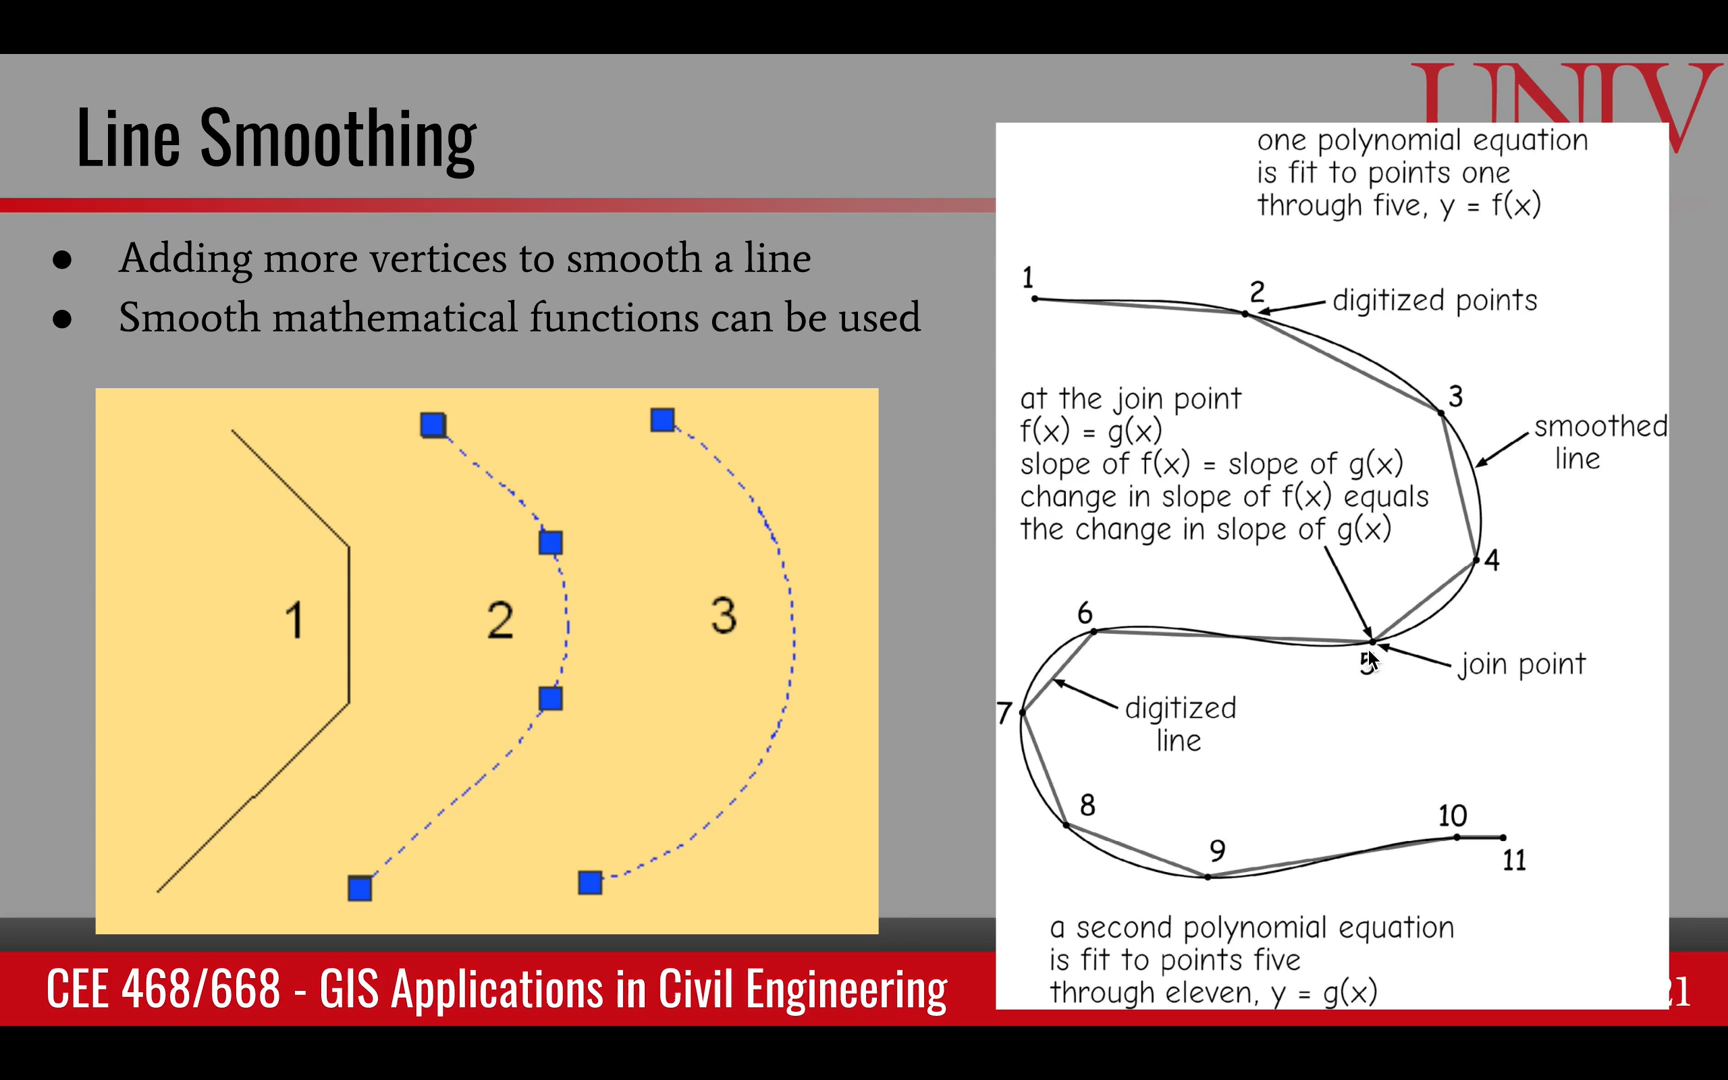 UNIV
Line Smoothing
● Adding more vertices to smooth a line
● Smooth mathematical functions can be used
1
2
3
one polynomial equation
is fit to points one
through five, y = f(x)
1
2
digitized points
3
at the join point
f(x) = g(x)
slope of f(x) = slope of g(x)
change in slope of f(x) equals
the change in slope of g(x)
smoothed
line
4
6
5
join point
7
digitized
line
8
9
10
11
a second polynomial equation
is fit to points five
through eleven, y = g(x)
CEE 468/668 - GIS Applications in Civil Engineering
21